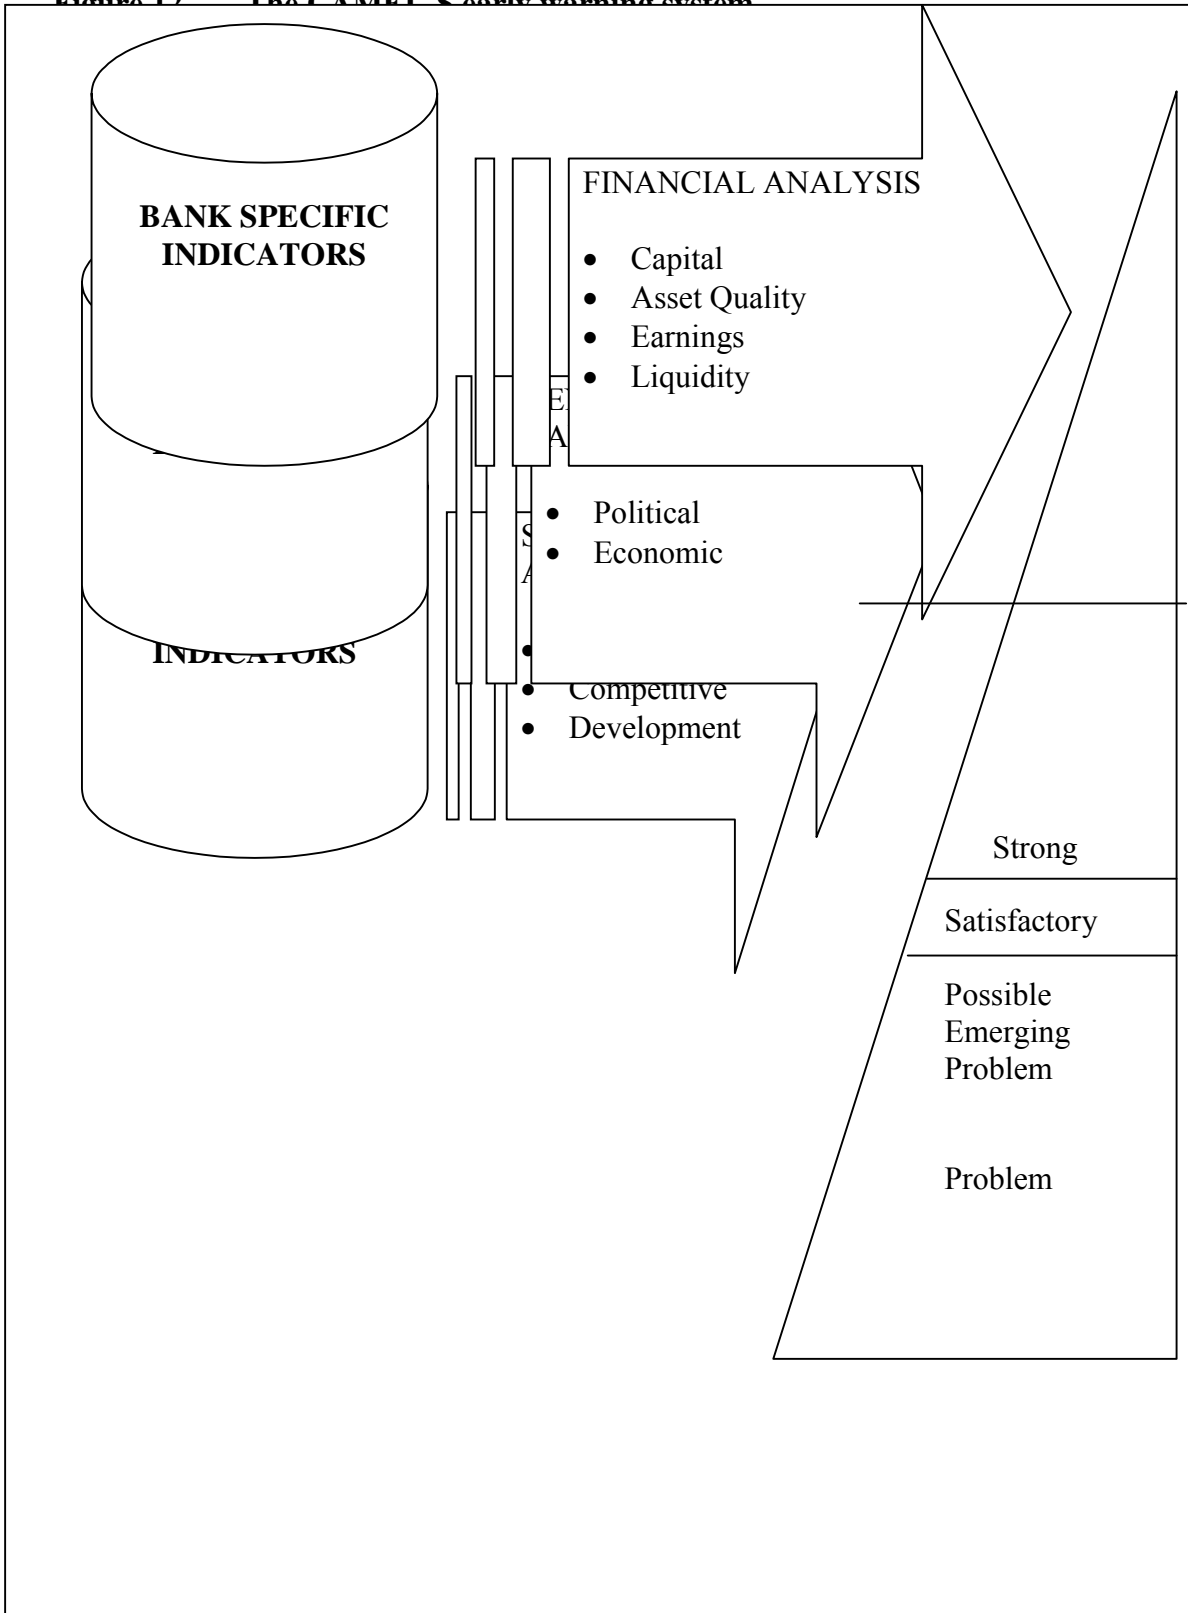 BANK SPECIFIC
INDICATORS
INDICATORS
FINANCIAL ANALYSIS
• Capital
• Asset Quality
• Earnings
• Liquidity
• Political
• Economic
• Competitive
• Development
Strong
Satisfactory
Possible
Emerging
Problem
Problem